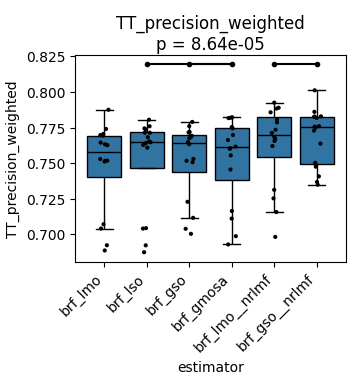 TT_precision_weighted
p = 8.64e-05
TT_precision_weighted
0.825
0.800
0.775
0.750
0.725
0.700
brf_lmo
brf_lso
brf_gso
brf_gmosa
brf_lmo__nrlmf
brf_gso__nrlmf
estimator